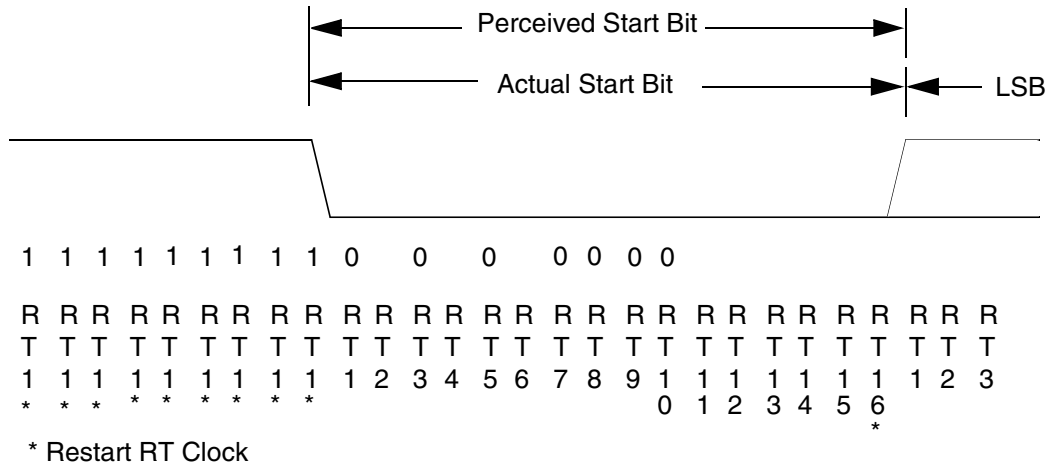 Perceived Start Bit
Actual Start Bit LSB
1 1 1 1 1 1 1 1 1 0 0 0 0 0 0 0
R R R R R R R R R R R R R R R R R R R R R R R R R R R R
T T T T T T T T T T T T T T T T T T T T T T T T T T T T
1 1 1 1 1 1 1 1 1 1 2 3 4 5 6 7 8 9 1 1 1 1 1 1 1 1 2 3
* * * * * * * * * 0 1 2 3 4 5 6
*
* Restart RT Clock